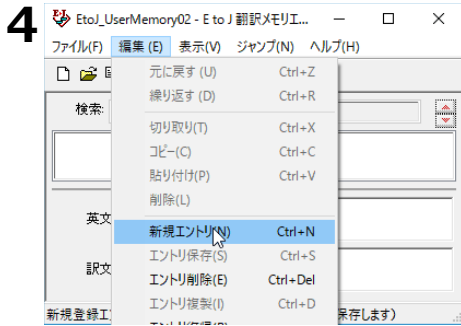 4
EtoJ_UserMemory02 - E to J 翻訳メモリエ...
ファイル(F) 編集(E) 表示(V) ジャンプ(N) ヘルプ(H)
元に戻す(U) Ctrl+Z
繰り返す(D) Ctrl+R
検索:
切り取り(T) Ctrl+X
コピー(C) Ctrl+C
貼り付け(P) Ctrl+V
削除(L)
英文
新規エントリ(N) Ctrl+N
エントリ保存(S) Ctrl+S
訳文
エントリ削除(E) Ctrl+Del
エントリ複製(I) Ctrl+D
新規登録エ 保存します)